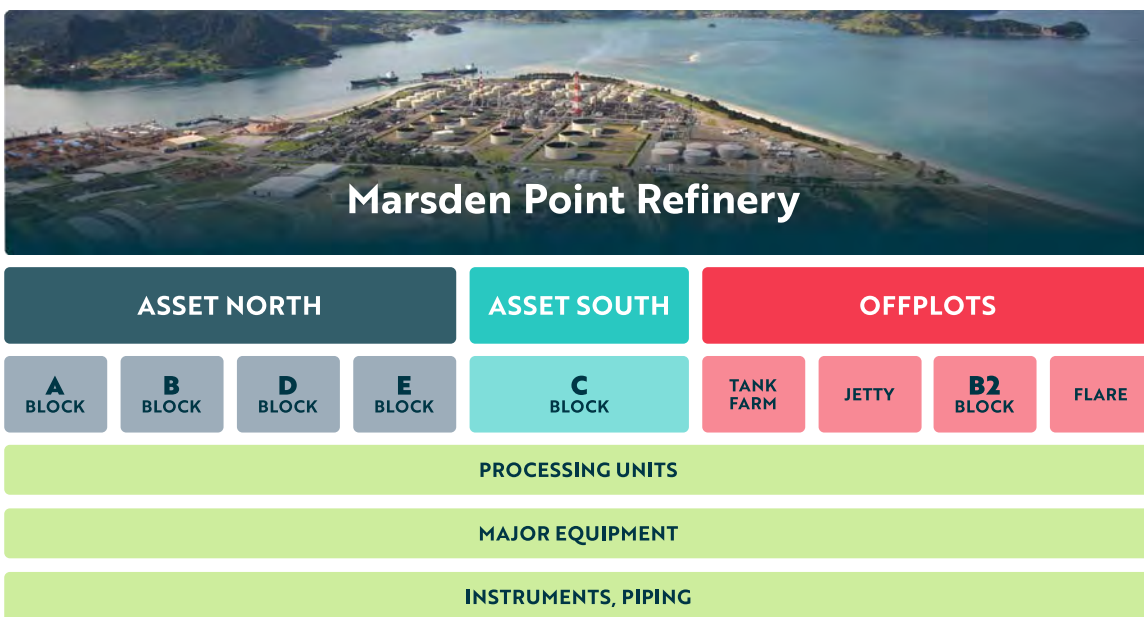 Marsden Point Refinery
ASSET NORTH
ASSET SOUTH
OFFPLOTS
A
BLOCK
B
BLOCK
D
BLOCK
E
BLOCK
C
BLOCK
TANK
FARM
JETTY
B2
BLOCK
FLARE
PROCESSING UNITS
MAJOR EQUIPMENT
INSTRUMENTS, PIPING